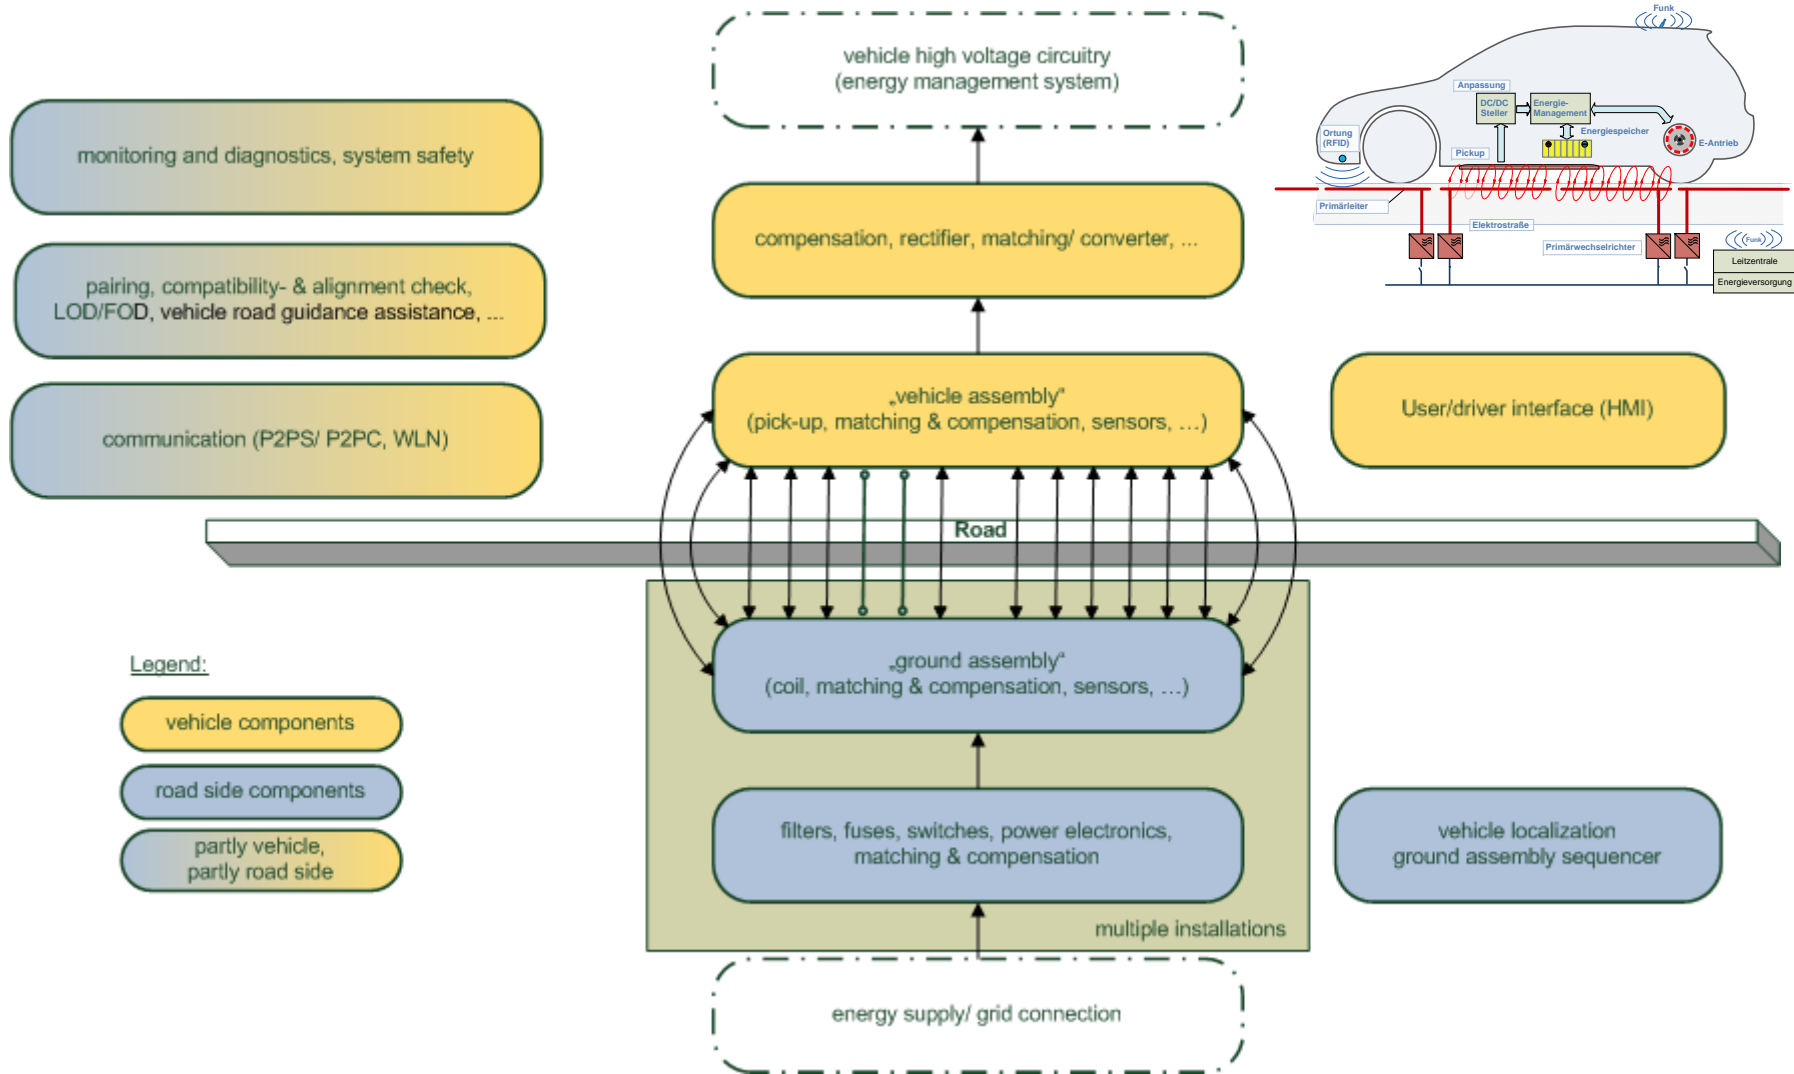 vehicle high voltage circuitry
(energy management system)
monitoring and diagnostics, system safety
compensation, rectifier, matching/ converter, ...
pairing, compatibility- & alignment check,
LOD/FOD, vehicle road guidance assistance, ...
„vehicle assembly“
(pick-up, matching & compensation, sensors, ...)
User/driver interface (HMI)
communication (P2PS/ P2PC, WLN)
Road
„ground assembly“
(coil, matching & compensation, sensors, ...)
filters, fuses, switches, power electronics,
matching & compensation
multiple installations
vehicle localization
ground assembly sequencer
energy supply/ grid connection
Legend:
vehicle components
road side components
partly vehicle,
partly road side
Funk
Anpassung
DC/DC
Steller
Energie-
Management
Energiespeicher
Ortung
(RFID)
E-Antrieb
Pickup
Primärleiter
Elektrostraße
Primärwechselrichter
Funk
Leitzentrale
Energieversorgung